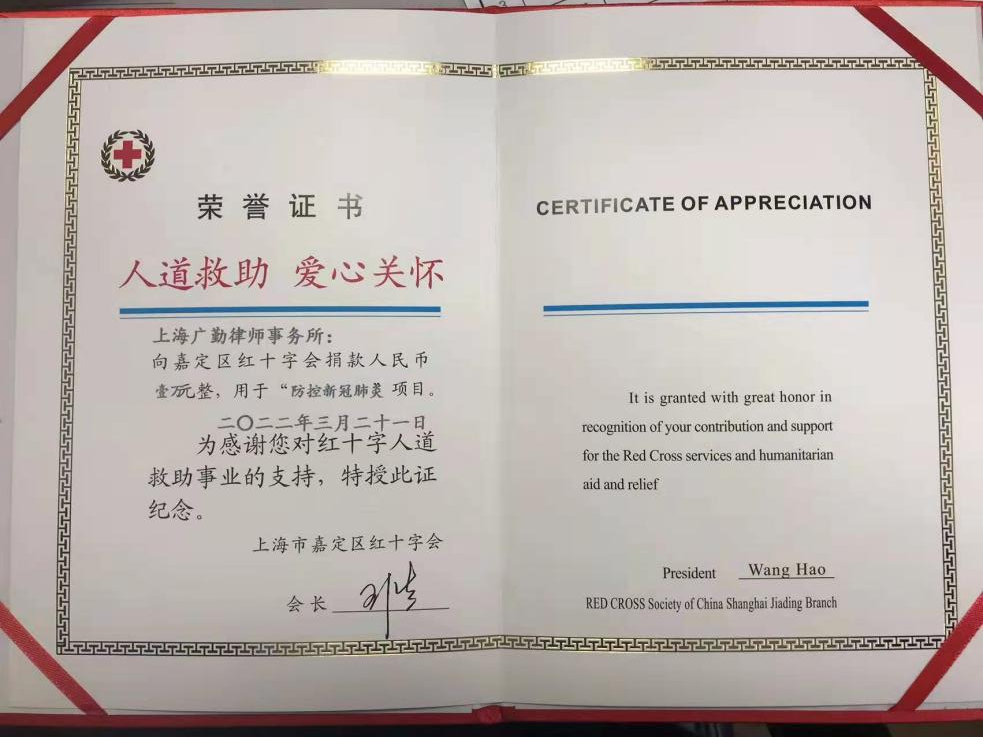 荣誉证书
人道救助 爱心关怀
上海广勤律师事务所：
向嘉定区红十字会捐款人民币
壹万元整，用于“防控新冠肺炎 项目。
二〇二二年三月二十一日
为感谢您对红十字人道
救助事业的支持，特授此证
纪念。
上海市嘉定区红十字会
会长
CERTIFICATE OF APPRECIATION
It is granted with great honor in
recognition of your contribution and support
for the Red Cross services and humanitarian
aid and relief
President Wang Hao
RED CROSS Society of China Shanghai Jiading Branch